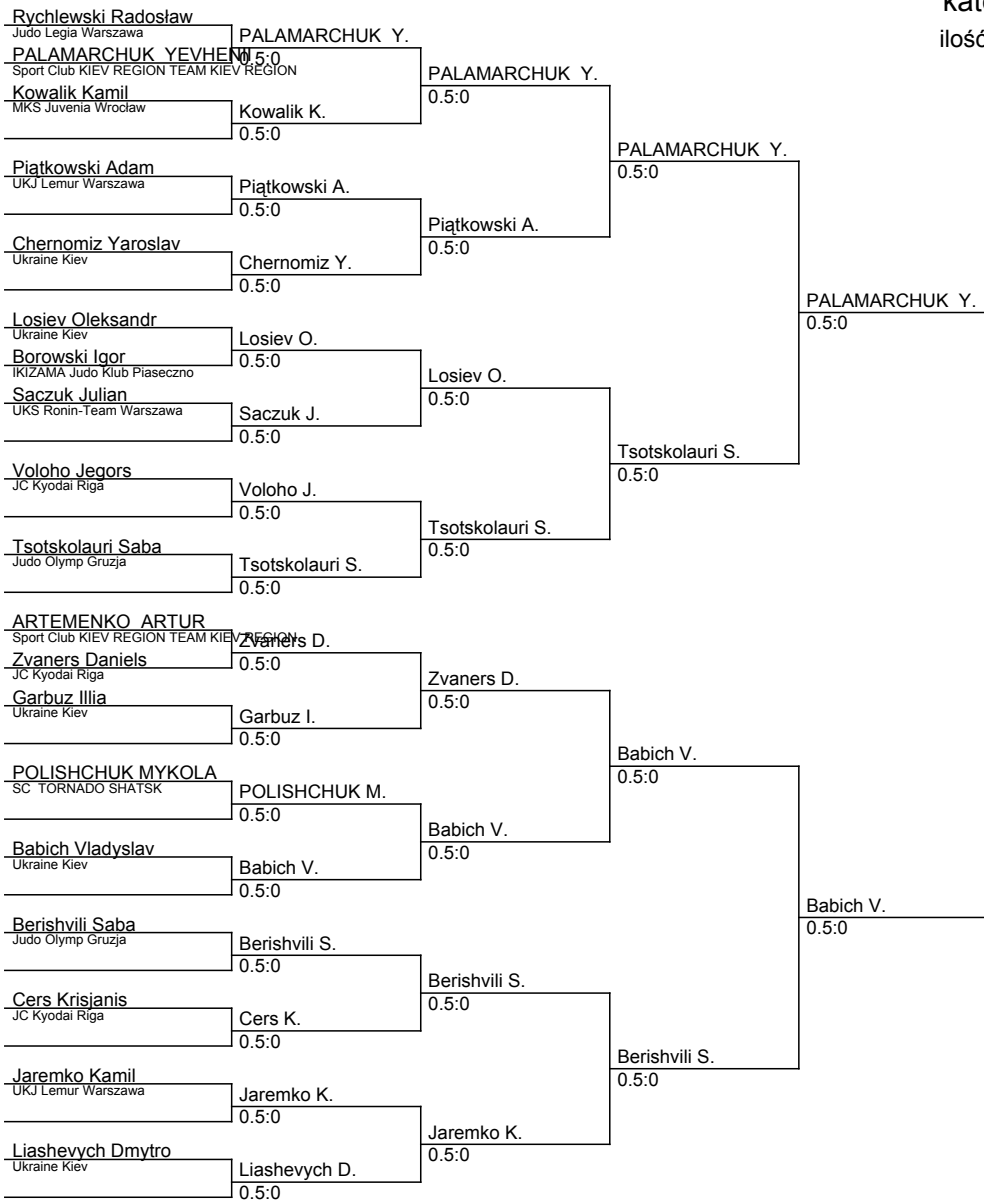 kate
ilość
Rychlewski Radosław
Judo Legia Warszawa
PALAMARCHUK YEVHENII
Sport Club KIEV REGION TEAM KIEV REGION
Kowalik Kamil
MKS Juvenia Wrocław
Piątkowski Adam
UKJ Lemur Warszawa
Chernomiz Yaroslav
Ukraine Kiev
Losiev Oleksandr
Ukraine Kiev
Borowski Igor
IKIZAMA Judo Klub Piaseczno
Saczuk Julian
UKS Ronin-Team Warszawa
Voloho Jegors
JC Kyodai Riga
Tsotskolauri Saba
Judo Olymp Gruzja
ARTEMENKO ARTUR
Sport Club KIEV REGION TEAM KIEV REGION
Zvaners Daniels
JC Kyodai Riga
Garbuz Illia
Ukraine Kiev
POLISHCHUK MYKOLA
SC TORNADO SHATSK
Babich Vladyslav
Ukraine Kiev
Berishvili Saba
Judo Olymp Gruzja
Cers Krisjanis
JC Kyodai Riga
Jaremko Kamil
UKJ Lemur Warszawa
Liashevych Dmytro
Ukraine Kiev
PALAMARCHUK Y.
0.5:0
Kowalik K.
0.5:0
Piątkowski A.
0.5:0
Chernomiz Y.
0.5:0
Losiev O.
0.5:0
Saczuk J.
0.5:0
Voloho J.
0.5:0
Tsotskolauri S.
0.5:0
Zvaners D.
0.5:0
Garbuz I.
0.5:0
POLISHCHUK M.
0.5:0
Babich V.
0.5:0
Berishvili S.
0.5:0
Cers K.
0.5:0
Jaremko K.
0.5:0
Liashevych D.
0.5:0
PALAMARCHUK Y.
0.5:0
Piątkowski A.
0.5:0
Losiev O.
0.5:0
Tsotskolauri S.
0.5:0
Zvaners D.
0.5:0
Babich V.
0.5:0
Berishvili S.
0.5:0
Jaremko K.
0.5:0
PALAMARCHUK Y.
0.5:0
Tsotskolauri S.
0.5:0
Babich V.
0.5:0
Berishvili S.
0.5:0
PALAMARCHUK Y.
0.5:0
Babich V.
0.5:0